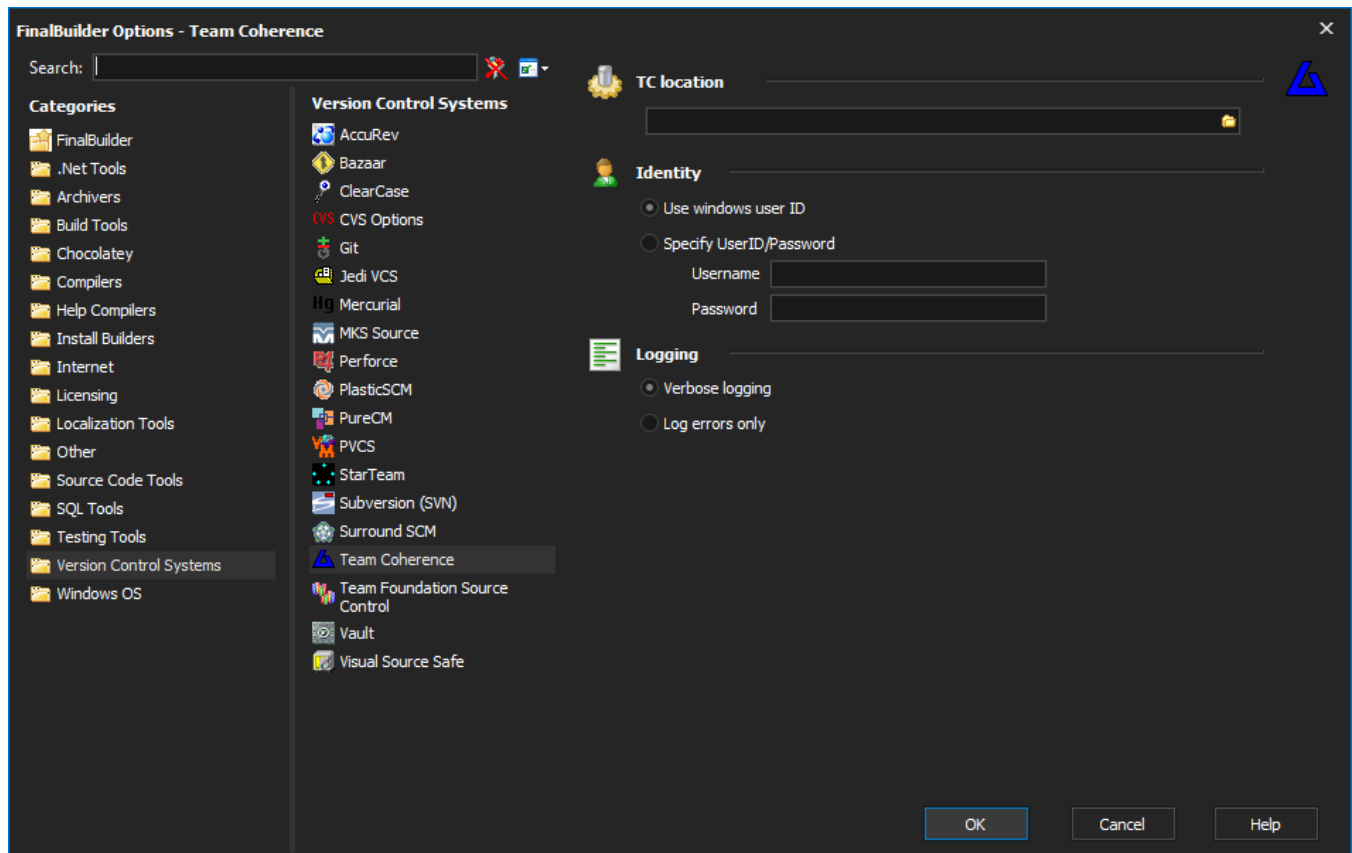 FinalBuilder Options - Team Coherence
Search:
Categories
FinalBuilder
.Net Tools
Archivers
Build Tools
Chocolatey
Compilers
Help Compilers
Install Builders
Internet
Licensing
Localization Tools
Other
Source Code Tools
SQL Tools
Testing Tools
Version Control Systems
Windows OS
Version Control Systems
AccuRev
Bazaar
ClearCase
CVS CVS Options
Git
Jedi VCS
Hg Mercurial
MKS Source
Perforce
PlasticSCM
PureCM
PVCS
StarTeam
Subversion (SVN)
Surround SCM
Team Coherence
Team Foundation Source
Control
Vault
Visual Source Safe
TC location
Identity
Use windows user ID
Specify UserID/Password
Username
Password
Logging
Verbose logging
Log errors only
OK
Cancel
Help